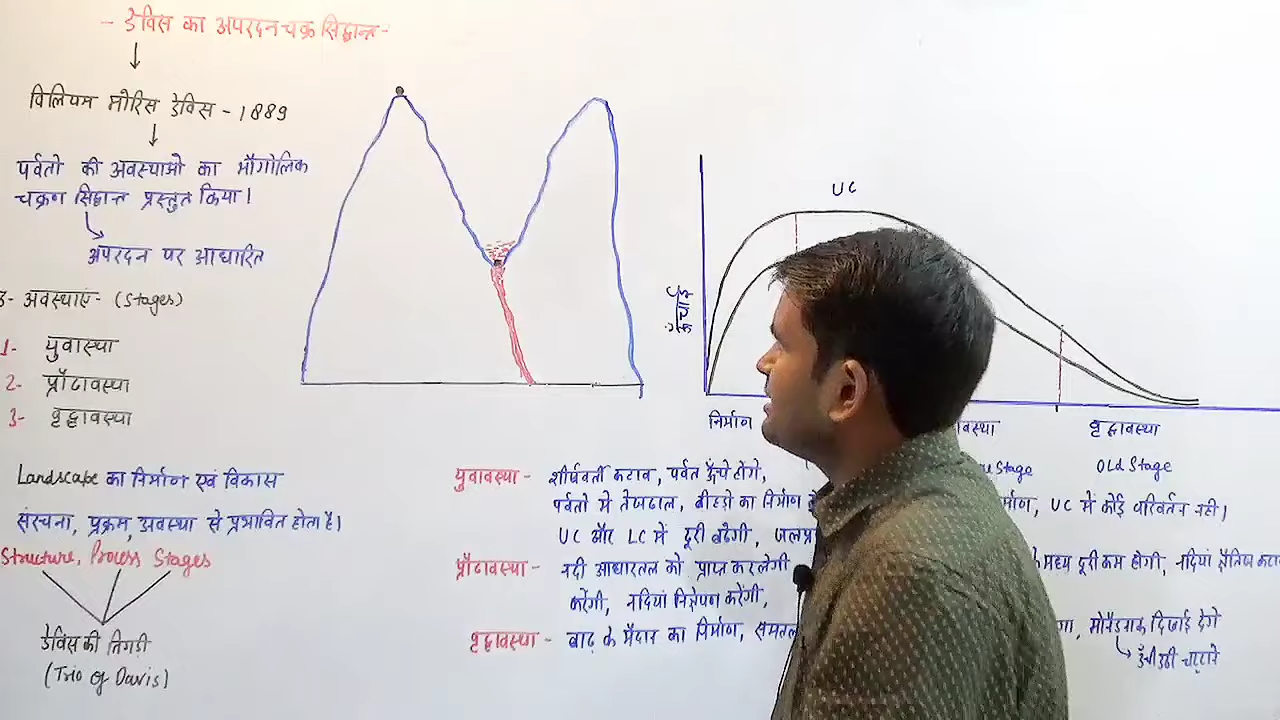 - डेविस का अपरदन चक्र सिद्धान्त -
विलियम मोरिस डेविस - 1889
पर्वतो की अवस्थाओ का भौगोलिक
चक्रण सिद्धान्त प्रस्तुत किया।
अपरदन पर आधारित
3- अवस्थाएं - (Stages)
1- युवास्था
2- प्रौढावस्था
3- वृद्धावस्था
Landscape का निर्माण एवं विकास
संरचना, प्रक्रम, अवस्था से प्रभावित होता है।
Structure, Process Stages
डेविस की तिगड़ी
(Trio of Davis)
UC
ऊंचाई
निर्माण
वस्था
वृद्धावस्था
Stage
Old Stage
युवावस्था - शीर्षवर्ती कटाव, पर्वत ऊँचे होंगे,
पर्वतो मे तेज ढाल, बीहडो का निर्माण
UC में कोई परिवर्तन नही।
UC और LC में दूरी बढेगी,
प्रौढावस्था - नदी आधारतल को प्राप्त कर लेगी
मध्य दूरी कम होगी, नदियां क्षैतिज
करेंगी, नदियां निक्षेपण करेंगी,
वृद्धावस्था - बाढ़ के मैदान का निर्माण, समतल
मोनैडनाक दिखाई देगे
ऊँची उठी चट्टाने